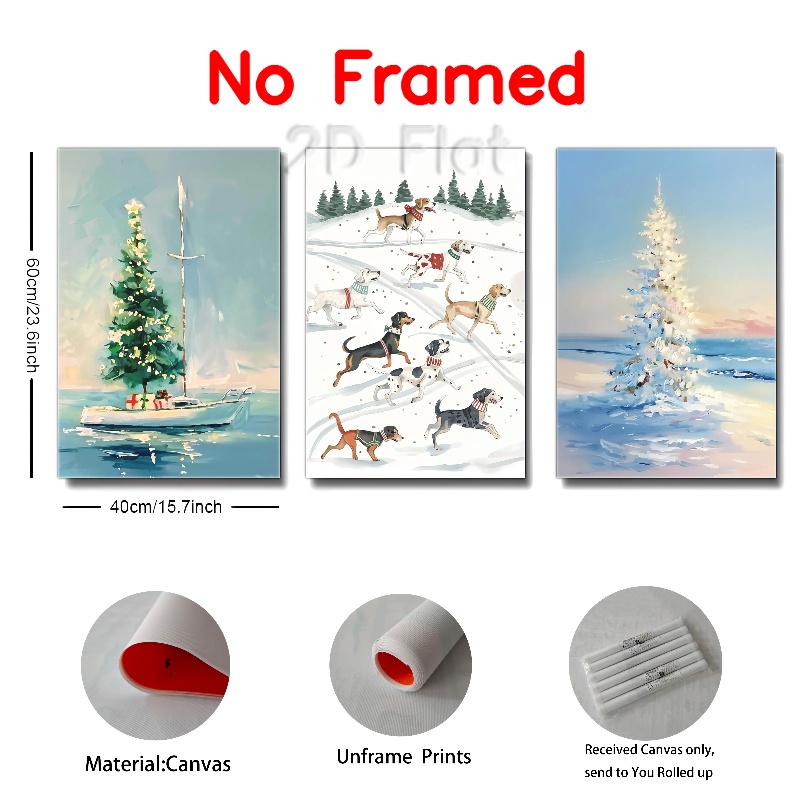 No Framed
2D Flat
60cm/23.6inch
40cm/15.7inch
Material:Canvas
Unframe Prints
Received Canvas only,
send to You Rolled up